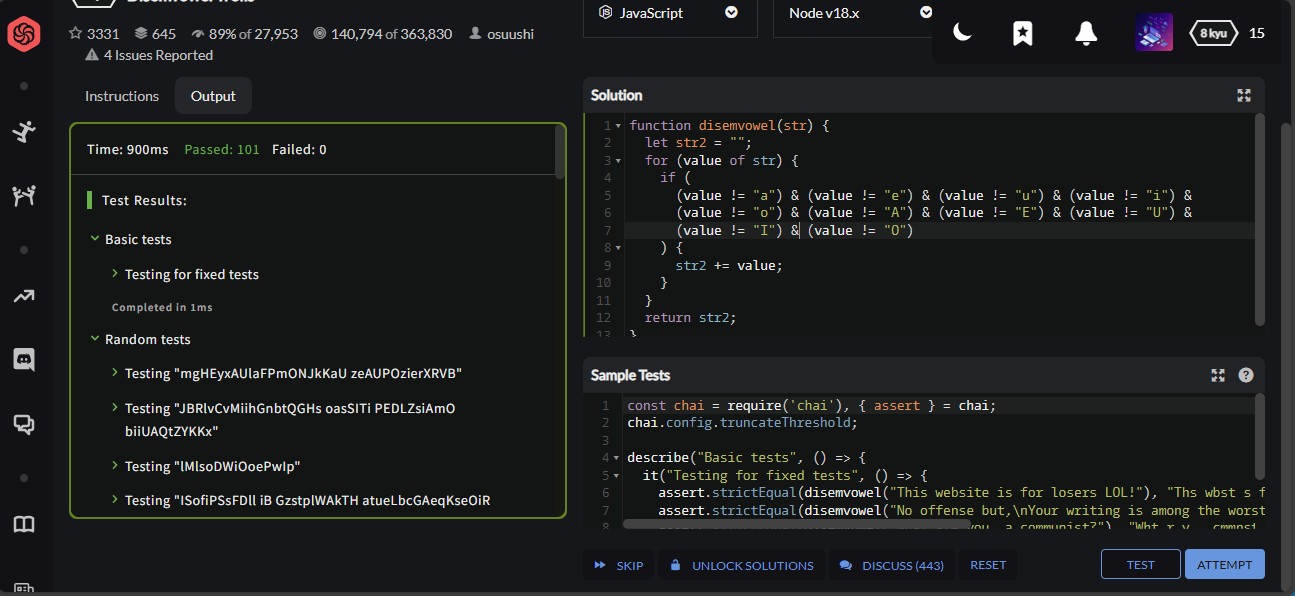 3331 645 89% of 27,953 140,794 of 363,830 osuushi
4 Issues Reported
JavaScript
Node v18.x
8 kyu 15
Instructions Output
Time: 900ms Passed: 101 Failed: 0
Test Results:
Basic tests
Testing for fixed tests
Completed in 1ms
Random tests
Testing "mgHEyxAUlaFPmONJkKaU zeAUPOzierXRVB"
Testing "JBRlvCvMiihGnbtQGHs oasSITi PEDLZsiAmO
biiUAQtZYKKx"
Testing "lMlsoDWiOoePwIp"
Testing "ISofiPSsFDll iB GzstplWAkTH atueLbcGAeqKseOiR
Solution
1 function disemvowel(str) {
2 let str2 = "";
3 for (value of str) {
4 if (
5 (value != "a") & (value != "e") & (value != "u") & (value != "i") &
6 (value != "o") & (value != "A") & (value != "E") & (value != "U") &
7 (value != "I") & (value != "O")
8 ) {
9 str2 += value;
10 }
11 }
12 return str2;
13 }
Sample Tests
1 const chai = require('chai'), { assert } = chai;
2 chai.config.truncateThreshold;
3
4 describe("Basic tests", () => {
5 it("Testing for fixed tests", () => {
6 assert.strictEqual(disemvowel("This website is for losers LOL!"), "Ths wbst s f
7 assert.strictEqual(disemvowel("No offense but,\nYour writing is among the worst
8 you, a communist?"), "Wht r y, cmmnst
SKIP UNLOCK SOLUTIONS DISCUSS (443) RESET TEST ATTEMPT